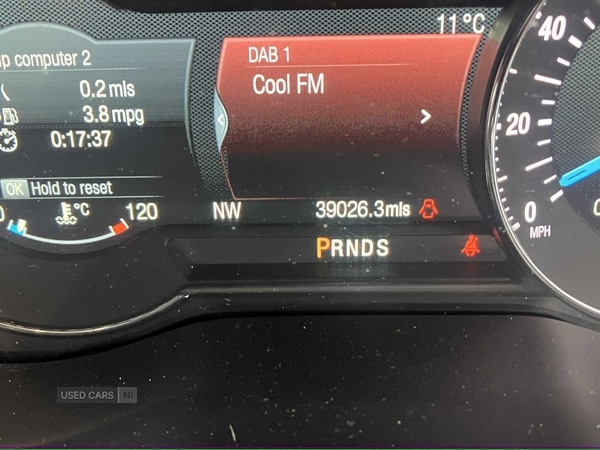 11°C
p computer 2
DAB 1
Cool FM
0.2 mls
3.8 mpg
0:17:37
OK Hold to reset
0 °C 120
NW 39026.3mls
PRNDS
40
20
0
MPH
USED CARS NI